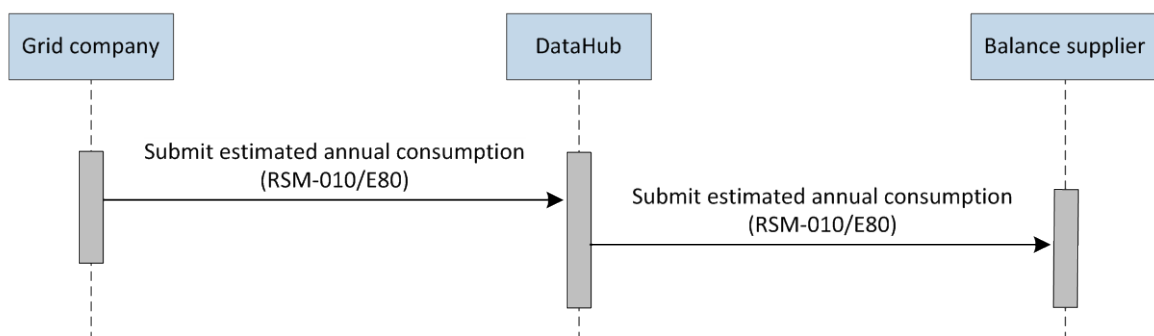 Grid company
DataHub
Balance supplier
Submit estimated annual consumption
(RSM-010/E80)
Submit estimated annual consumption
(RSM-010/E80)